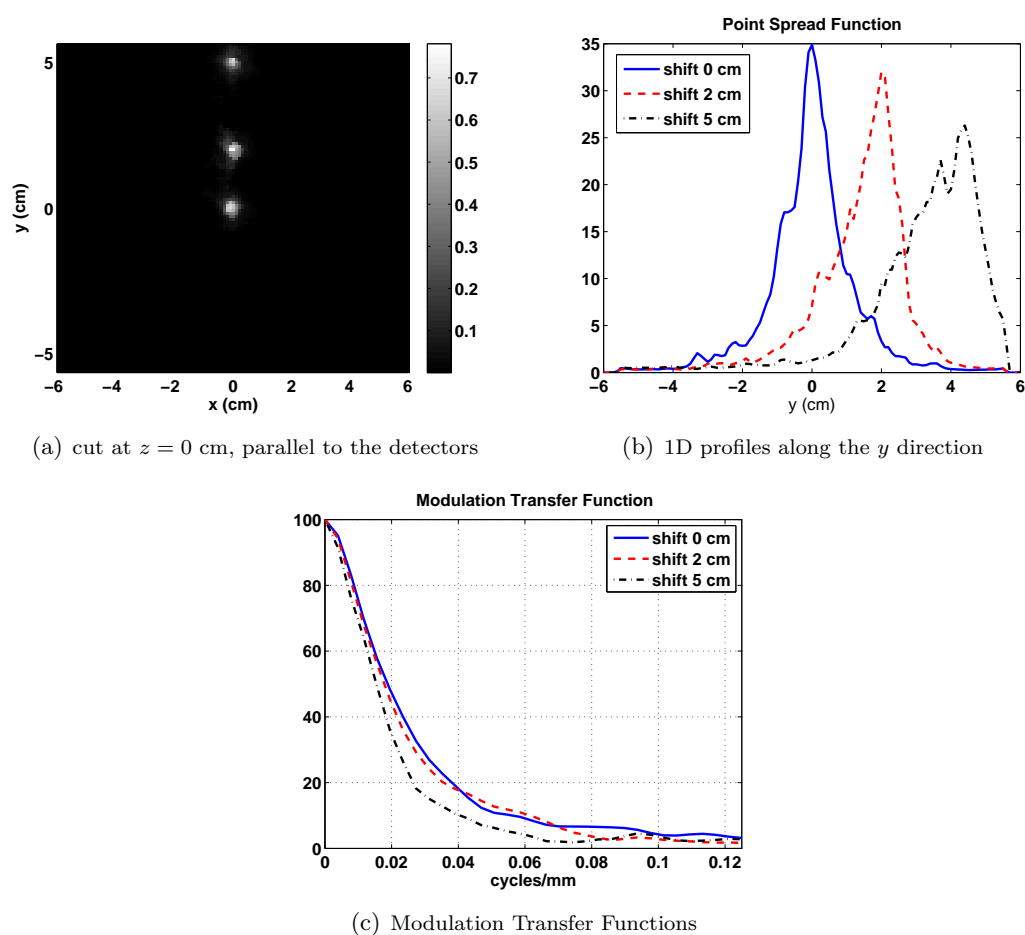 5
0
−5
y (cm)
−6 −4 −2 0 2 4 6
x (cm)
0.7
0.6
0.5
0.4
0.3
0.2
0.1
(a) cut at z = 0 cm, parallel to the detectors
Point Spread Function
35
30
25
20
15
10
5
0
shift 0 cm
shift 2 cm
shift 5 cm
−6 −4 −2 0 2 4 6
y (cm)
(b) 1D profiles along the y direction
Modulation Transfer Function
100
80
60
40
20
0
shift 0 cm
shift 2 cm
shift 5 cm
0 0.02 0.04 0.06 0.08 0.1 0.12
cycles/mm
(c) Modulation Transfer Functions